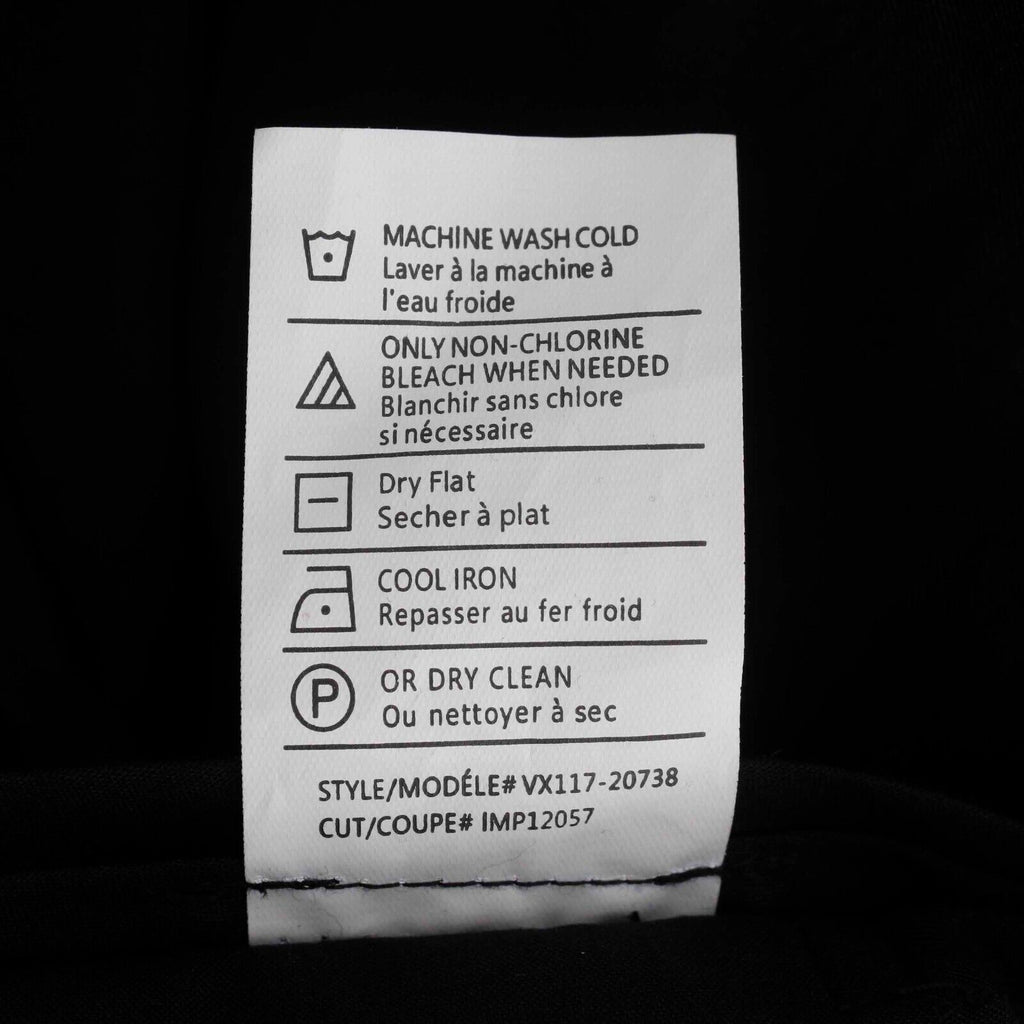 MACHINE WASH COLD
Laver à la machine à
l'eau froide
ONLY NON-CHLORINE
BLEACH WHEN NEEDED
Blanchir sans chlore
si nécessaire
Dry Flat
Secher à plat
COOL IRON
Repasser au fer froid
P OR DRY CLEAN
Ou nettoyer à sec
STYLE/MODÉLE# VX117-20738
CUT/COUPE# IMP12057